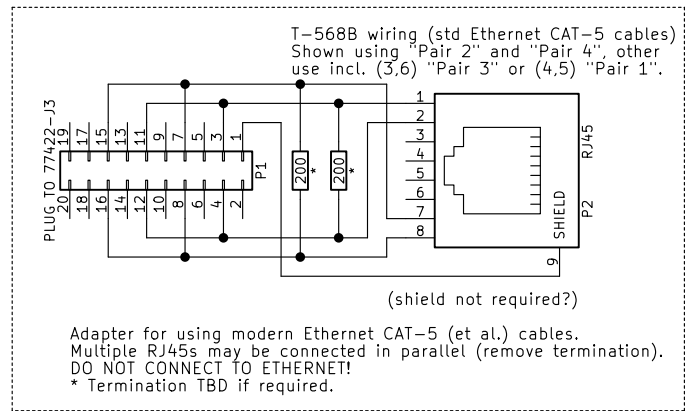 T-568B wiring (std Ethernet CAT-5 cables)
Shown using "Pair 2" and "Pair 4", other
use incl. (3,6) "Pair 3" or (4,5) "Pair 1".
PLUG TO 77422-J3
19 17 15 13 11 9 7 5 3 1
20 18 16 14 12 10 8 6 4 2
P1
200
*
200
*
1
2
3
4
5
6
7
8
RJ45
P2
SHIELD
9
(shield not required?)
Adapter for using modern Ethernet CAT-5 (et al.) cables.
Multiple RJ45s may be connected in parallel (remove termination).
DO NOT CONNECT TO ETHERNET!
* Termination TBD if required.